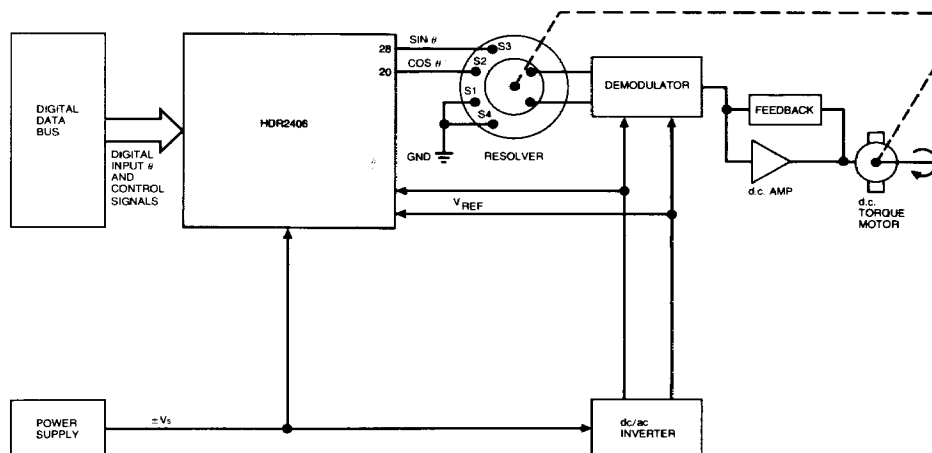 SIN θ
28
S3
COS θ
20
S2
DIGITAL
DATA
BUS
HDR2406
S1
S4
DEMODULATOR
FEEDBACK
DIGITAL
INPUT θ
AND
CONTROL
SIGNALS
GND
RESOLVER
d.c. AMP
d.c.
TORQUE
MOTOR
VREF
POWER
SUPPLY
±Vs
dc/ac
INVERTER